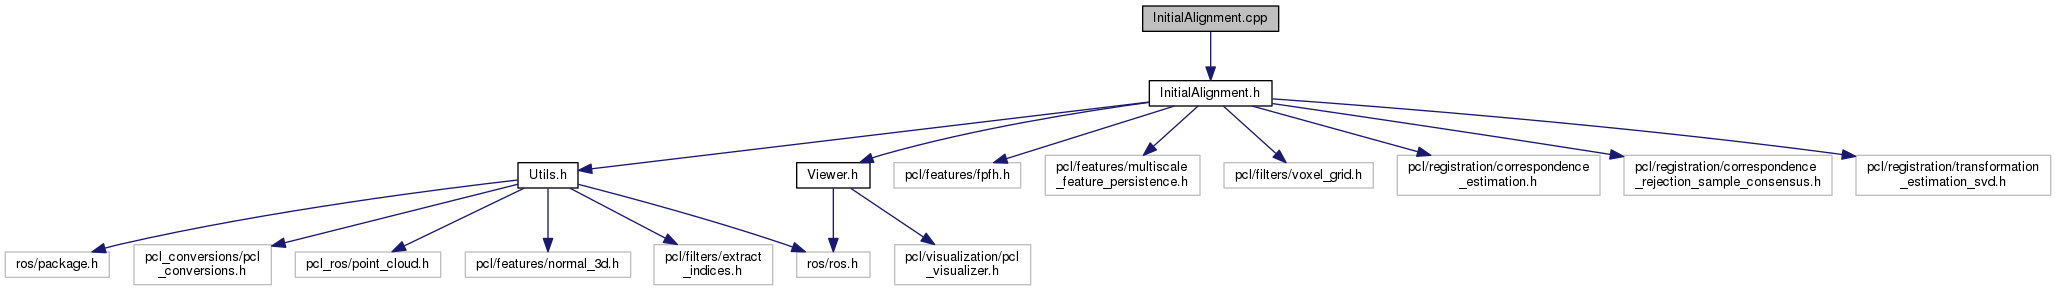 InitialAlignment.cpp
InitialAlignment.h
Utils.h
Viewer.h
pcl/features/fpfh.h
pcl/features/multiscale
_feature_persistence.h
pcl/filters/voxel_grid.h
pcl/registration/correspondence
_estimation.h
pcl/registration/correspondence
_rejection_sample_consensus.h
pcl/registration/transformation
_estimation_svd.h
ros/package.h
pcl_conversions/pcl
_conversions.h
pcl_ros/point_cloud.h
pcl/features/normal_3d.h
pcl/filters/extract
_indices.h
ros/ros.h
pcl/visualization/pcl
_visualizer.h